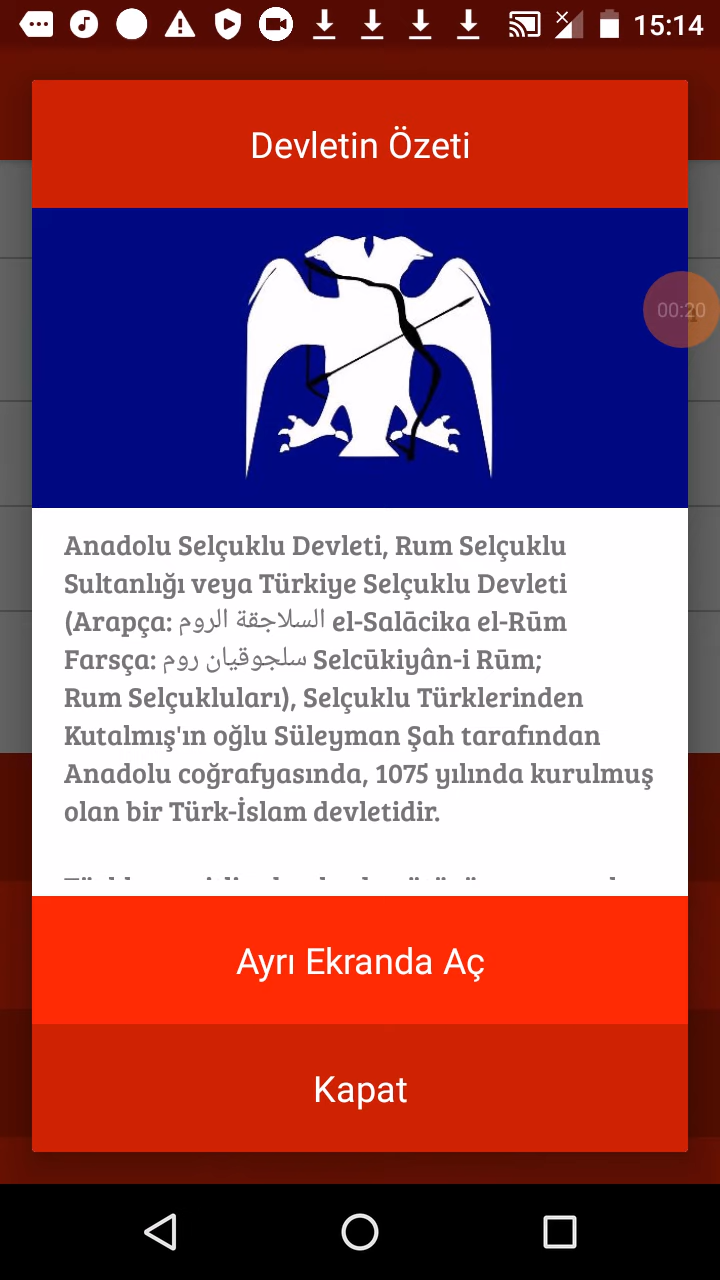 15:14
Devletin Özeti
00:20
Anadolu Selçuklu Devleti, Rum Selçuklu
Sultanlığı veya Türkiye Selçuklu Devleti
(Arapça: السلاجقة الروم el-Salācika el-Rūm
Farsça: سلجوقیان روم Selcūkiyân-i Rūm;
Rum Selçukluları), Selçuklu Türklerinden
Kutalmış'ın oğlu Süleyman Şah tarafından
Anadolu coğrafyasında, 1075 yılında kurulmuş
olan bir Türk-İslam devletidir.
Ayrı Ekranda Aç
Kapat